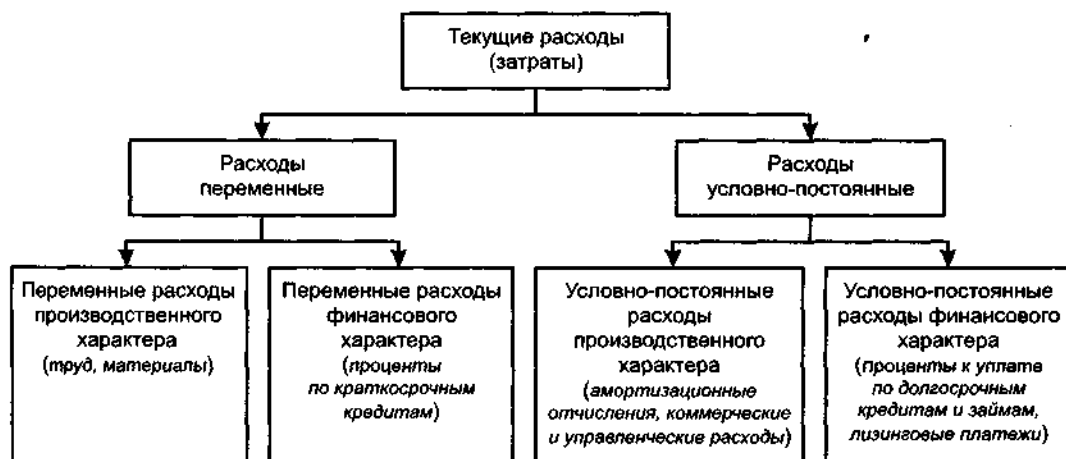 Текущие расходы
(затраты)
Расходы
переменные
Расходы
условно-постоянные
Переменные расходы
производственного
характера
(труд, материалы)
Переменные расходы
финансового
характера
(проценты
по краткосрочным
кредитам)
Условно-постоянные
расходы
производственного
характера
(амортизационные
отчисления, коммерческие
и управленческие расходы)
Условно-постоянные
расходы финансового
характера
(проценты к уплате
по долгосрочным
кредитам и займам,
лизинговые платежи)